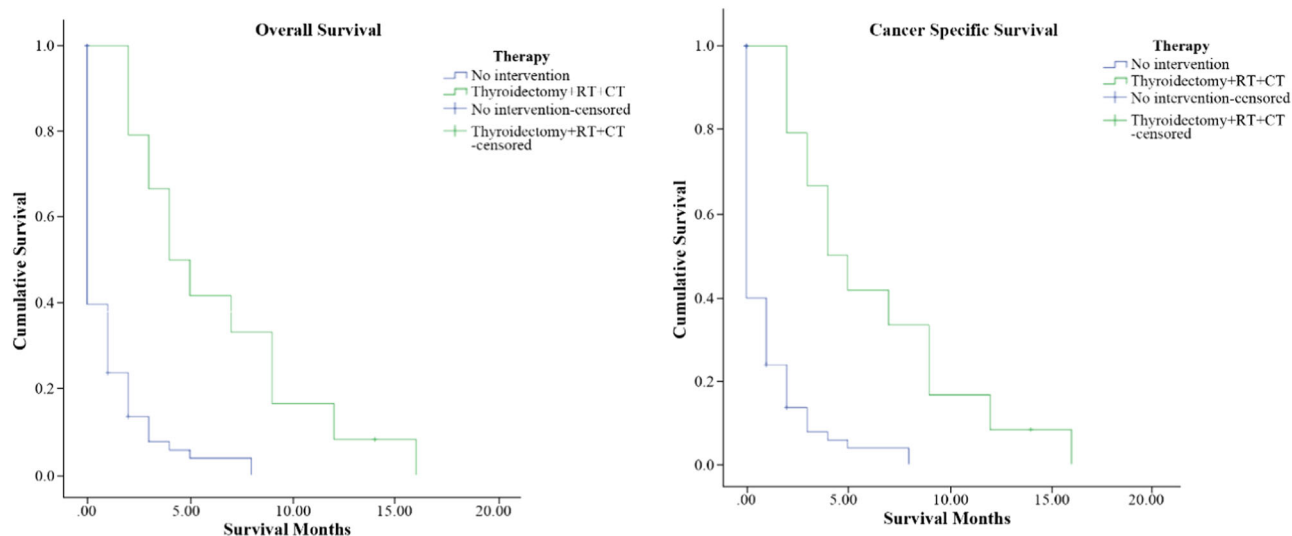 Overall Survival
Cumulative Survival
1.0
0.8
0.6
0.4
0.2
0.0
.00
5.00
10.00
15.00
20.00
Survival Months
Therapy
No intervention
Thyroidectomy+RT+CT
No intervention-censored
Thyroidectomy+RT+CT
-censored
Cancer Specific Survival
Cumulative Survival
1.0
0.8
0.6
0.4
0.2
0.0
.00
5.00
10.00
15.00
20.00
Survival Months
Therapy
No intervention
Thyroidectomy+RT+CT
No intervention-censored
Thyroidectomy+RT+CT
-censored